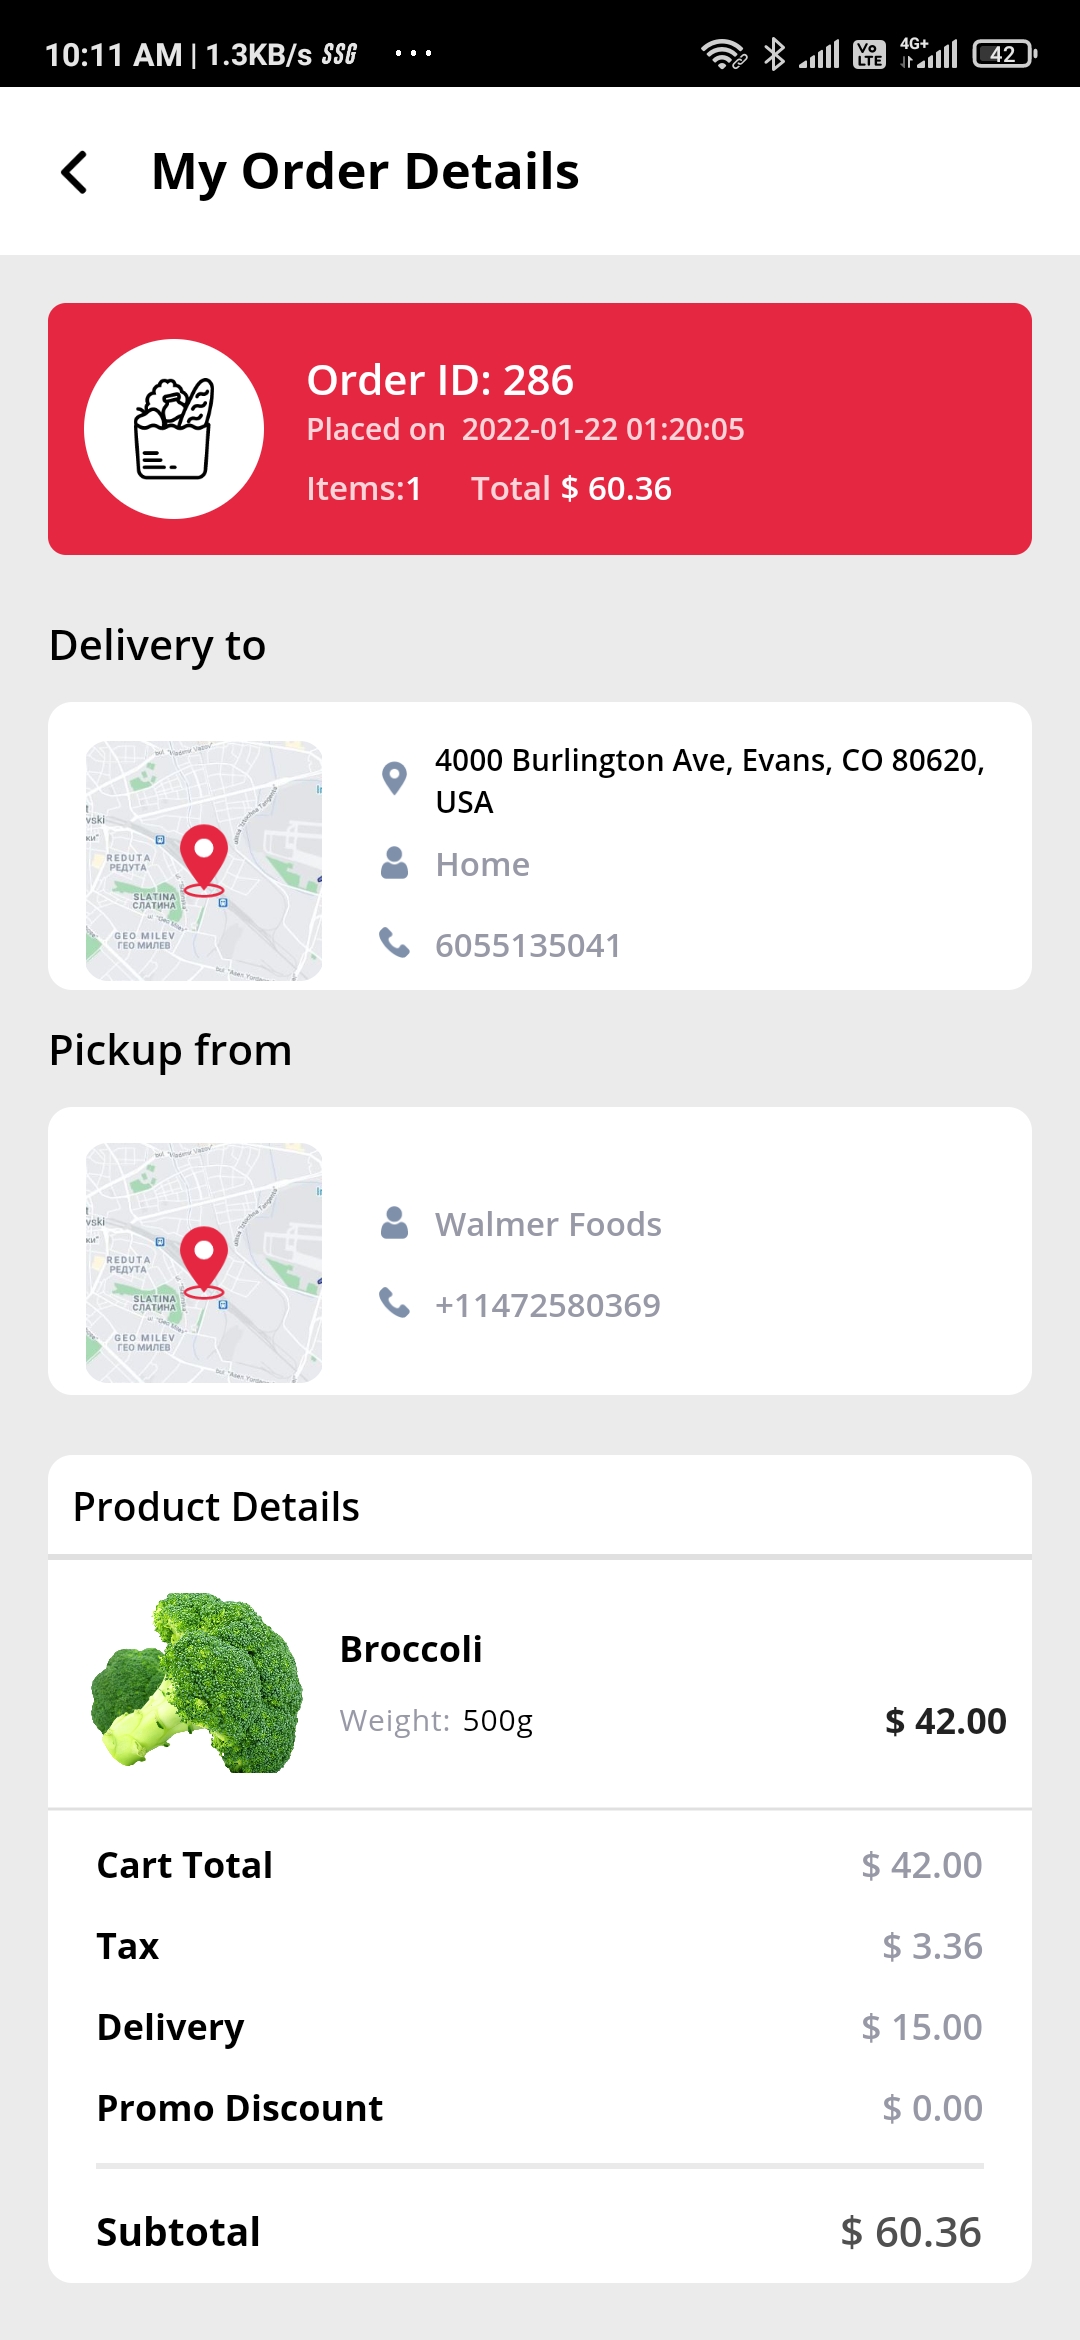 10:11 AM | 1.3KB/s SSG ...
Vo LTE 4G+ 42
My Order Details
Order ID: 286
Placed on 2022-01-22 01:20:05
Items:1 Total $ 60.36
Delivery to
4000 Burlington Ave, Evans, CO 80620,
USA
Home
6055135041
vski
REDUTA
РЕДУТА
SLATINA
СЛАТИНА
GEO MILEV
ГЕО МИЛЕВ
Pickup from
Walmer Foods
+11472580369
vski
REDUTA
РЕДУТА
SLATINA
СЛАТИНА
GEO MILEV
ГЕО МИЛЕВ
Product Details
Broccoli
Weight: 500g
$ 42.00
Cart Total $ 42.00
Tax $ 3.36
Delivery $ 15.00
Promo Discount $ 0.00
Subtotal $ 60.36